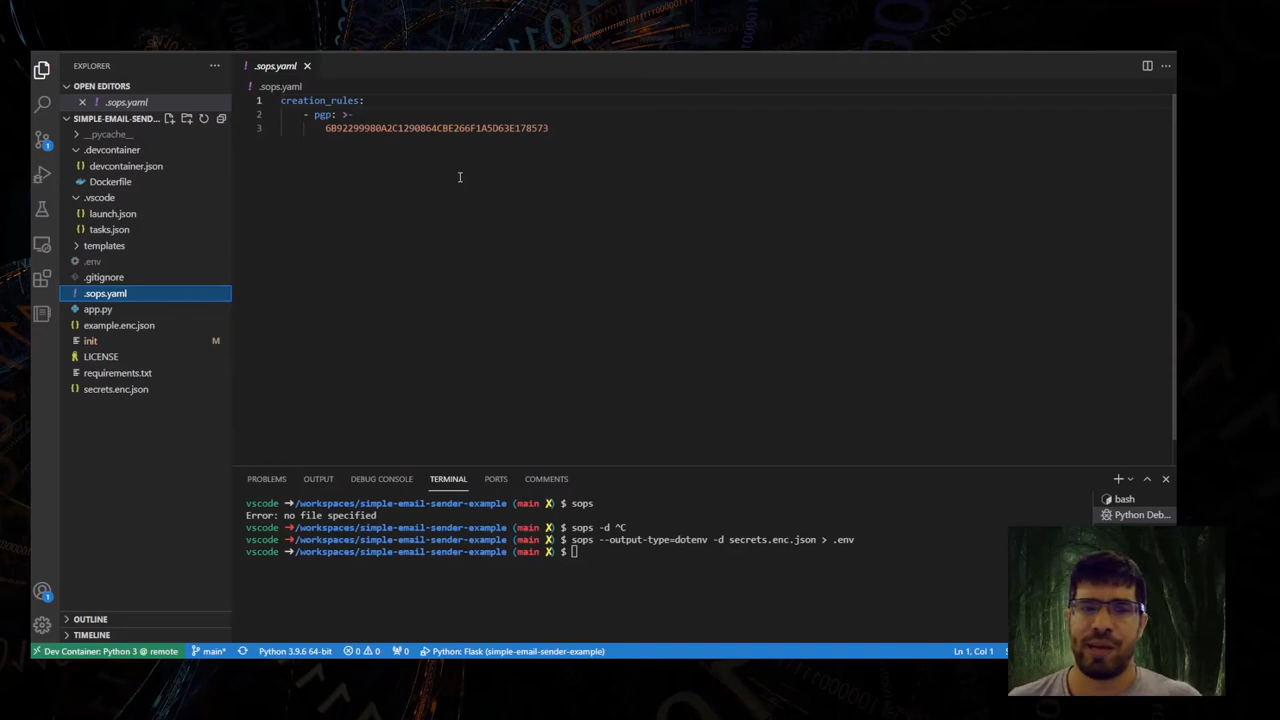 EXPLORER
OPEN EDITORS
.sops.yaml
SIMPLE-EMAIL-SEND...
__pycache__
.devcontainer
devcontainer.json
Dockerfile
.vscode
launch.json
tasks.json
templates
.env
.gitignore
.sops.yaml
app.py
example.enc.json
init M
LICENSE
requirements.txt
secrets.enc.json
OUTLINE
TIMELINE
.sops.yaml
.sops.yaml
1 creation_rules:
2 - pgp: >-
3 6B92299980A2C1290864CBE266F1A5D63E178573
PROBLEMS OUTPUT DEBUG CONSOLE TERMINAL PORTS COMMENTS
vscode ➜/workspaces/simple-email-sender-example (main ✗) $ sops
Error: no file specified
vscode ➜/workspaces/simple-email-sender-example (main ✗) $ sops -d ^C
vscode ➜/workspaces/simple-email-sender-example (main ✗) $ sops --output-type=dotenv -d secrets.enc.json > .env
vscode ➜/workspaces/simple-email-sender-example (main ✗) $
bash
Python Deb...
1
1
Dev Container: Python 3 @ remote main* Python 3.9.6 64-bit 0 0 0 Python: Flask (simple-email-sender-example) Ln 1, Col 1